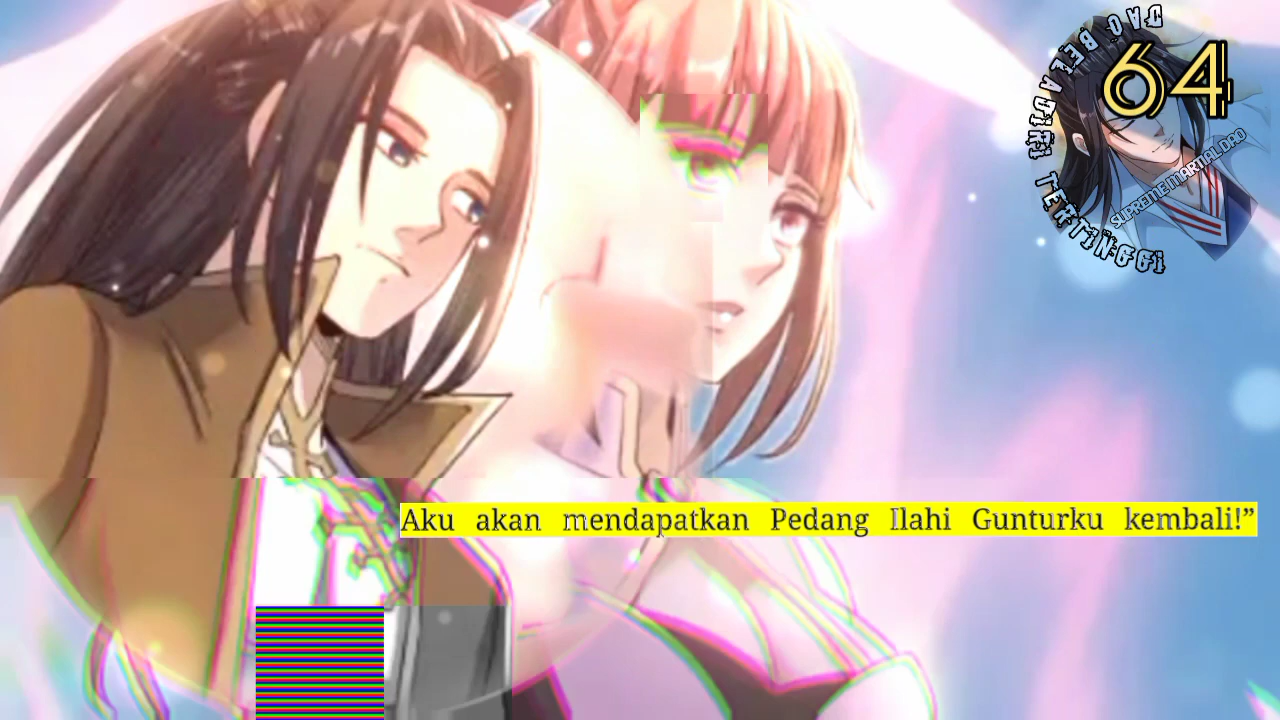 DAO BELADIRI TERTINGGI
64
SUPREME MARTIAL DAO
Aku akan mendapatkan Pedang Ilahi Gunturku kembali!”